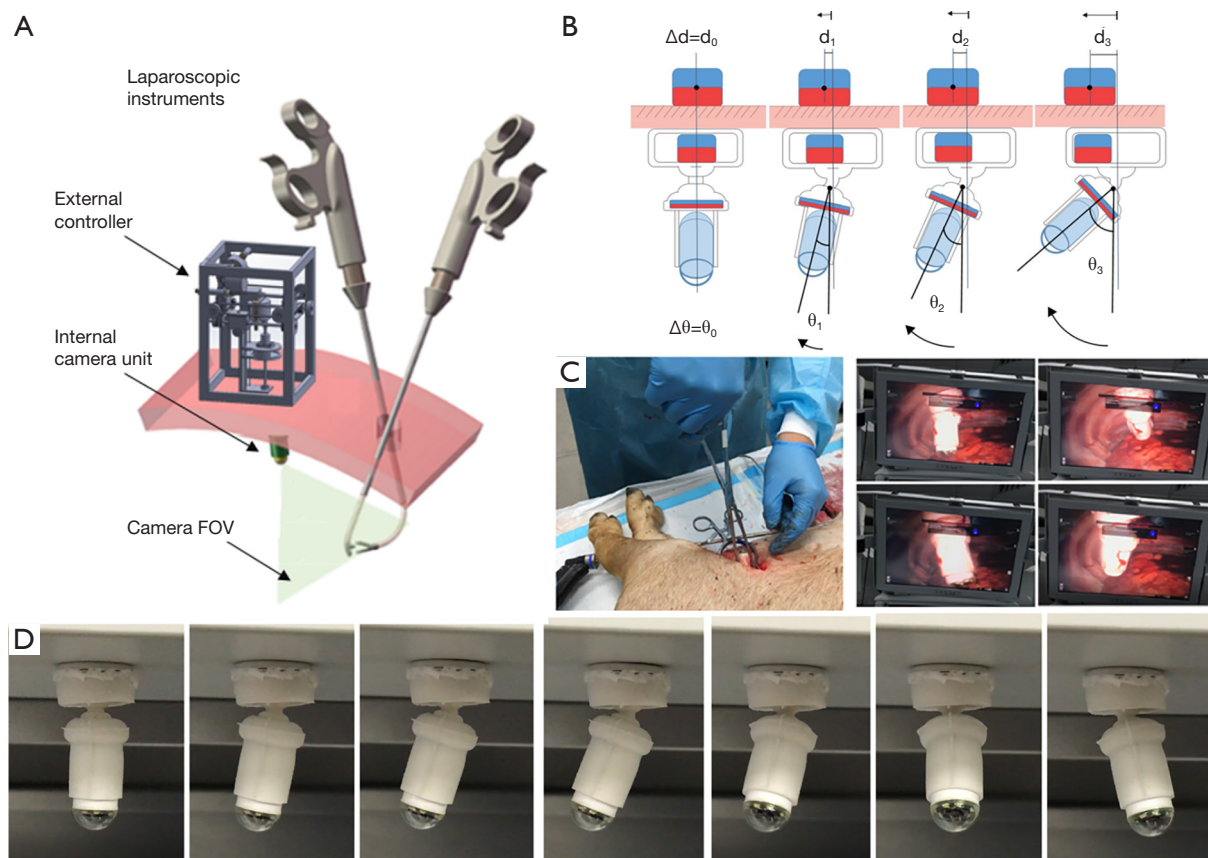 A
Laparoscopic
instruments
External
controller
Internal
camera unit
Camera FOV
B
Δd=d₀
d₁
d₂
d₃
θ₁
θ₂
θ₃
Δθ=θ₀
C
D